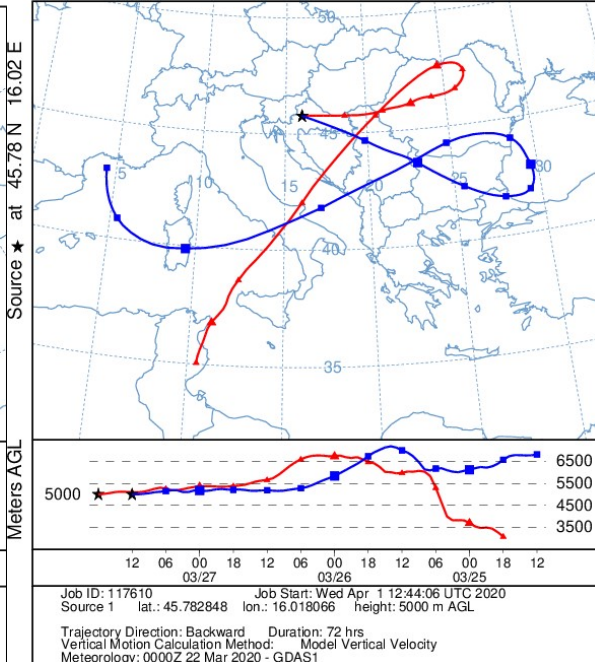 Source ★ at 45.78 N 16.02 E
50
45
5
10
15
20
30
40
35
Meters AGL
5000
6500
5500
4500
3500
12 06 00 18 12 06 00 18 12 06 00 18 12
03/27 03/26 03/25
Job ID: 117610 Job Start: Wed Apr 1 12:44:06 UTC 2020
Source 1 lat.: 45.782848 lon.: 16.018066 height: 5000 m AGL
Trajectory Direction: Backward Duration: 72 hrs
Vertical Motion Calculation Method: Model Vertical Velocity
Meteorology: 0000Z 22 Mar 2020 - GDAS1